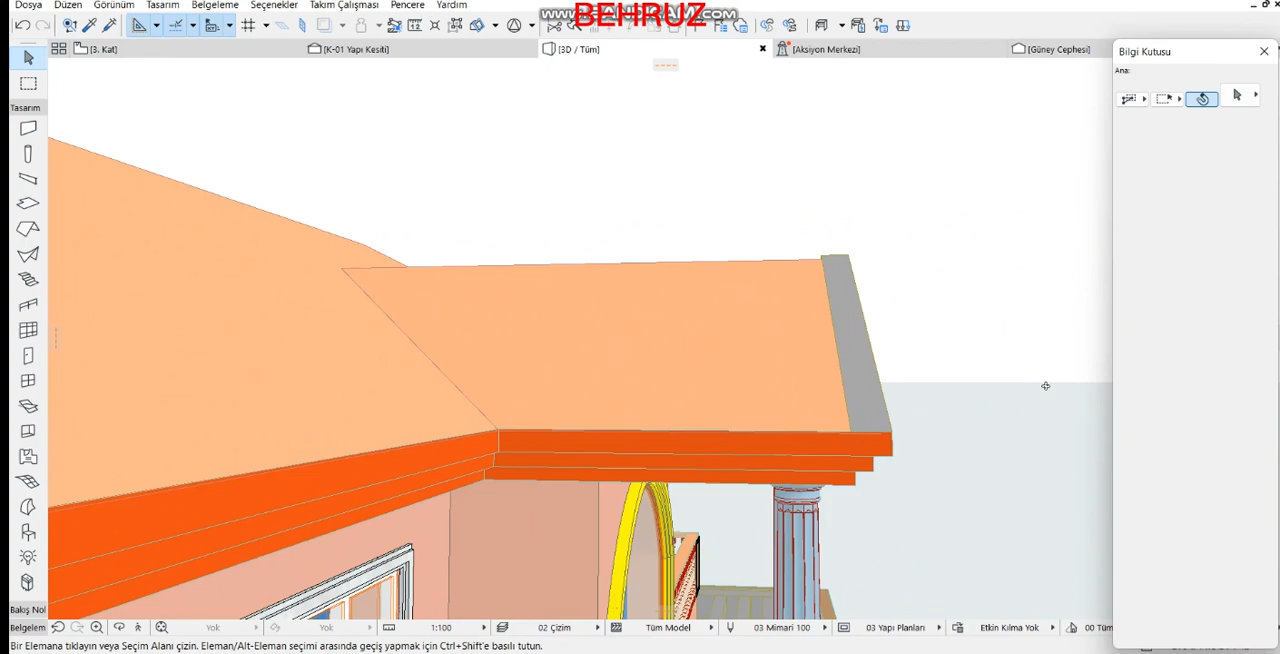 Dosya Düzen Görünüm Tasarım Belgeleme Seçenekler Takım Çalışması Pencere Yardım
BEHRUZ
[3. Kat] [K-01 Yapı Kesiti] [3D / Tüm] [Aksiyon Merkezi] [Güney Cephesi]
Bilgi Kutusu
Ana:
Tasarım
Bakış Nol
Belgelem Yok Yok 1:100 02 Çizim Tüm Model 03 Mimari 100 03 Yapı Planları Etkin Kılma Yok 00 Tüm
Bir Elemana tıklayın veya Seçim Alanı çizin. Eleman/Alt-Eleman seçimi arasında geçiş yapmak için Ctrl+Shift'e basılı tutun.